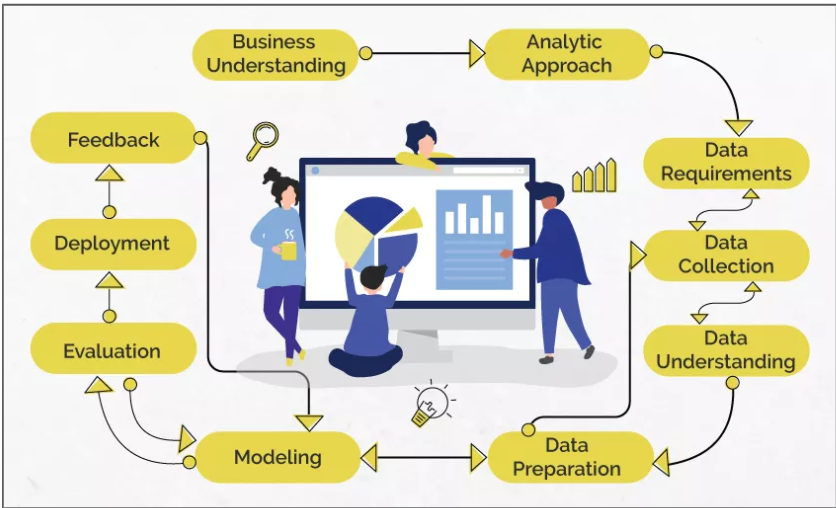 Business
Understanding
Analytic
Approach
Feedback
Data
Requirements
Deployment
Data
Collection
Evaluation
Data
Understanding
Modeling
Data
Preparation